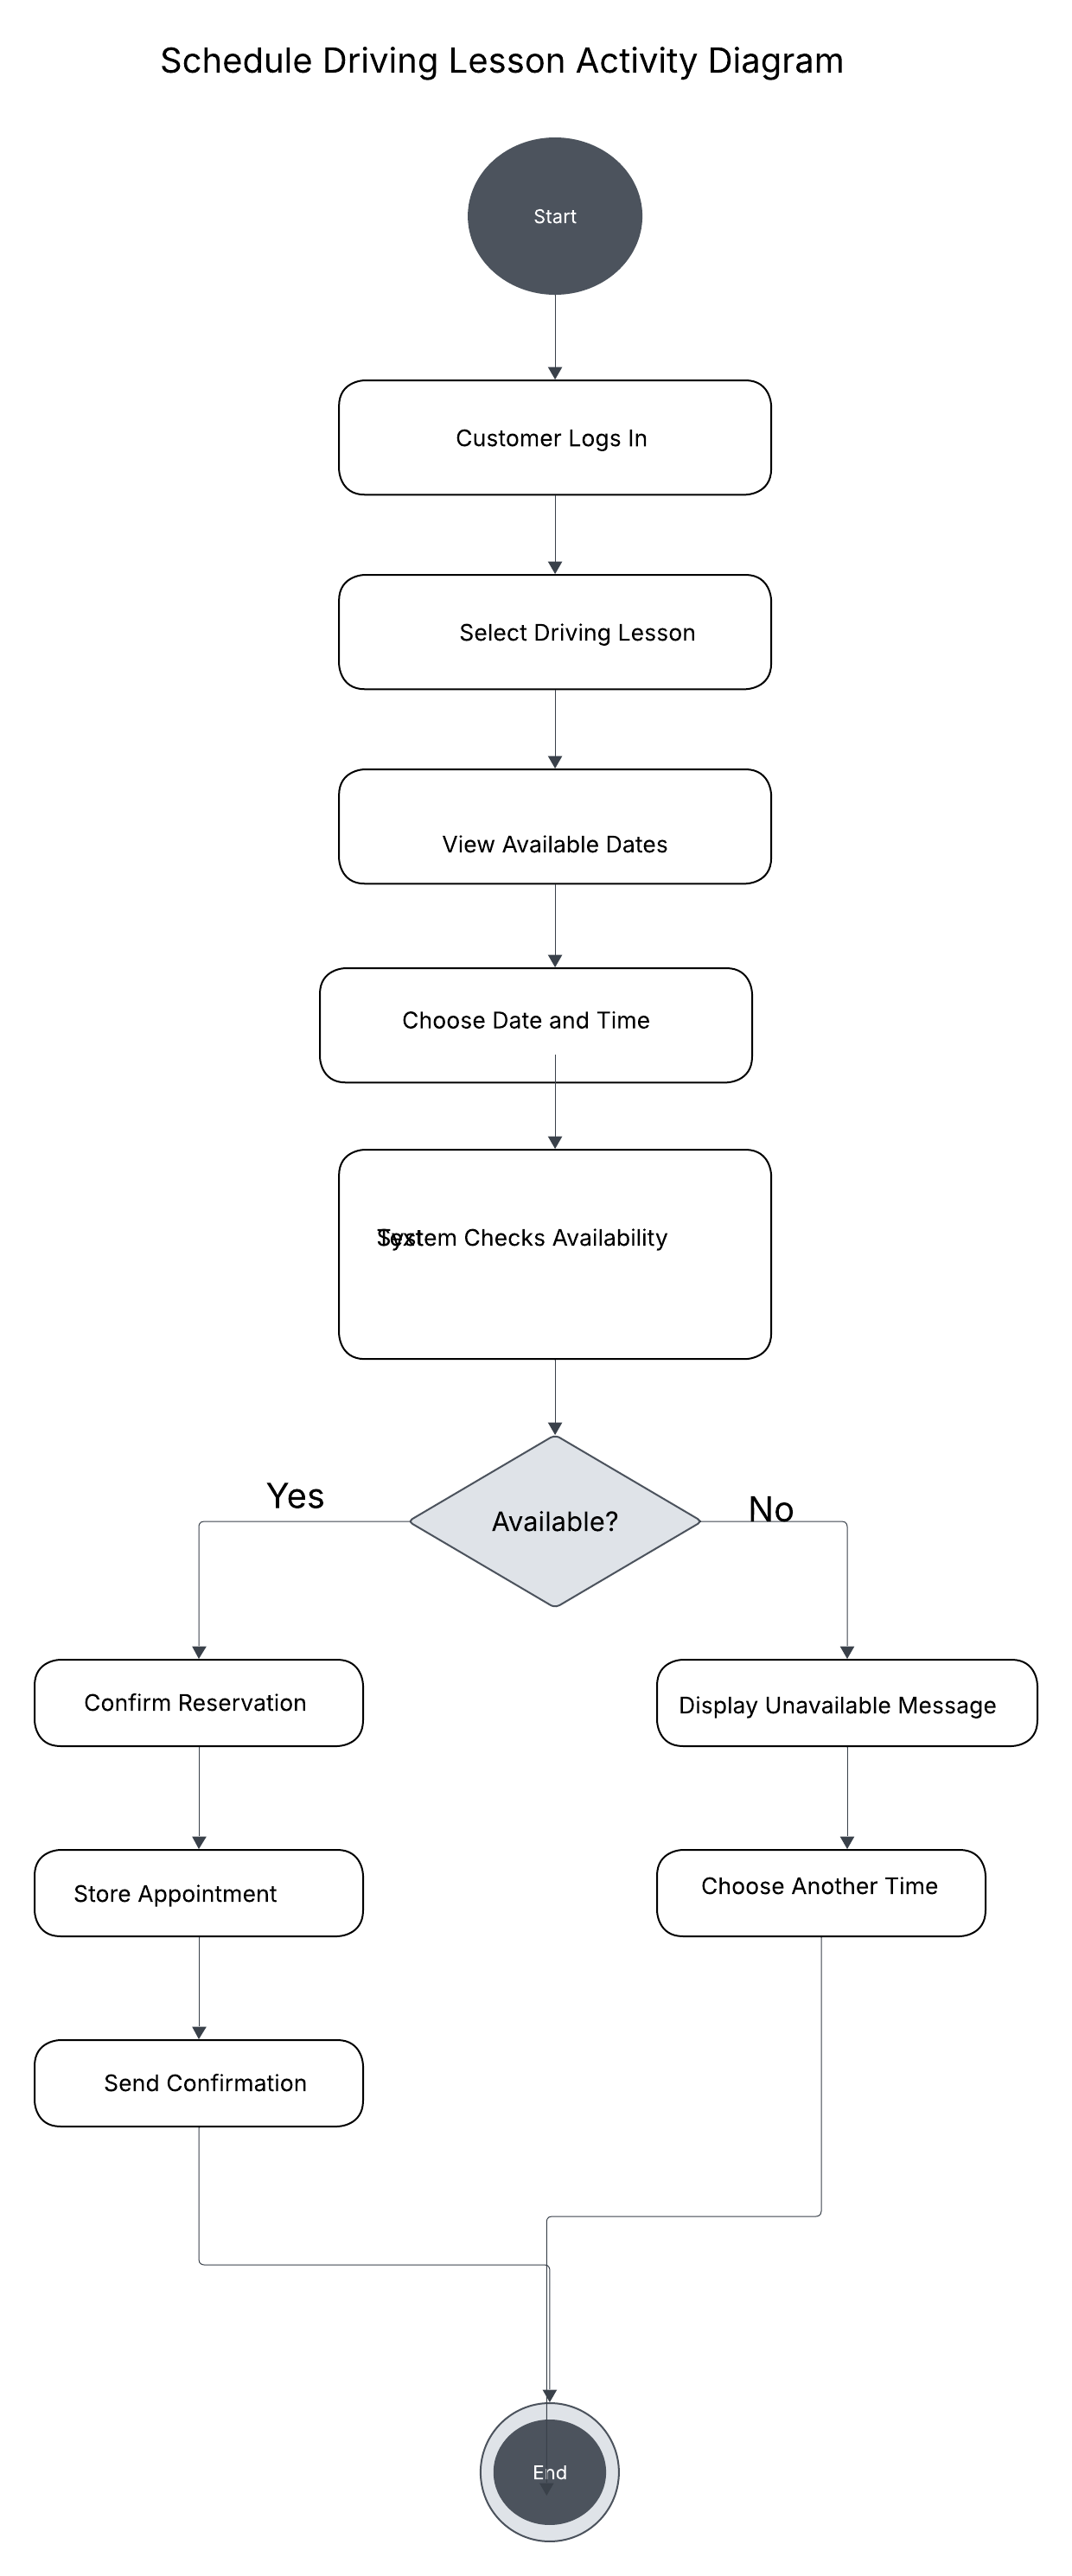 Schedule Driving Lesson Activity Diagram
Start
Customer Logs In
Select Driving Lesson
View Available Dates
Choose Date and Time
Text
System Checks Availability
Available?
Yes
No
Confirm Reservation
Display Unavailable Message
Store Appointment
Choose Another Time
Send Confirmation
End